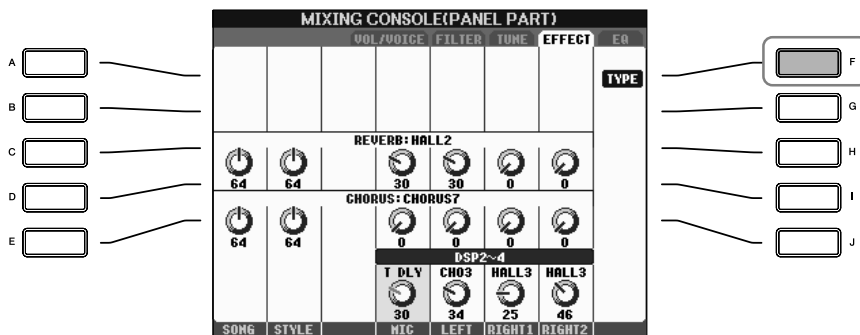 MIXING CONSOLE(PANEL PART)
VOL/VOICE FILTER TUNE EFFECT EQ
A
F
TYPE
B
G
REVERB:HALL2
C
H
64 64 30 30 0 0
D
I
CHORUS:CHORUS7
E
J
64 64 0 0 0 0
DSP2~4
T DLY CHO3 HALL3 HALL3
30 34 25 46
SONG STYLE MIC LEFT RIGHT1 RIGHT2